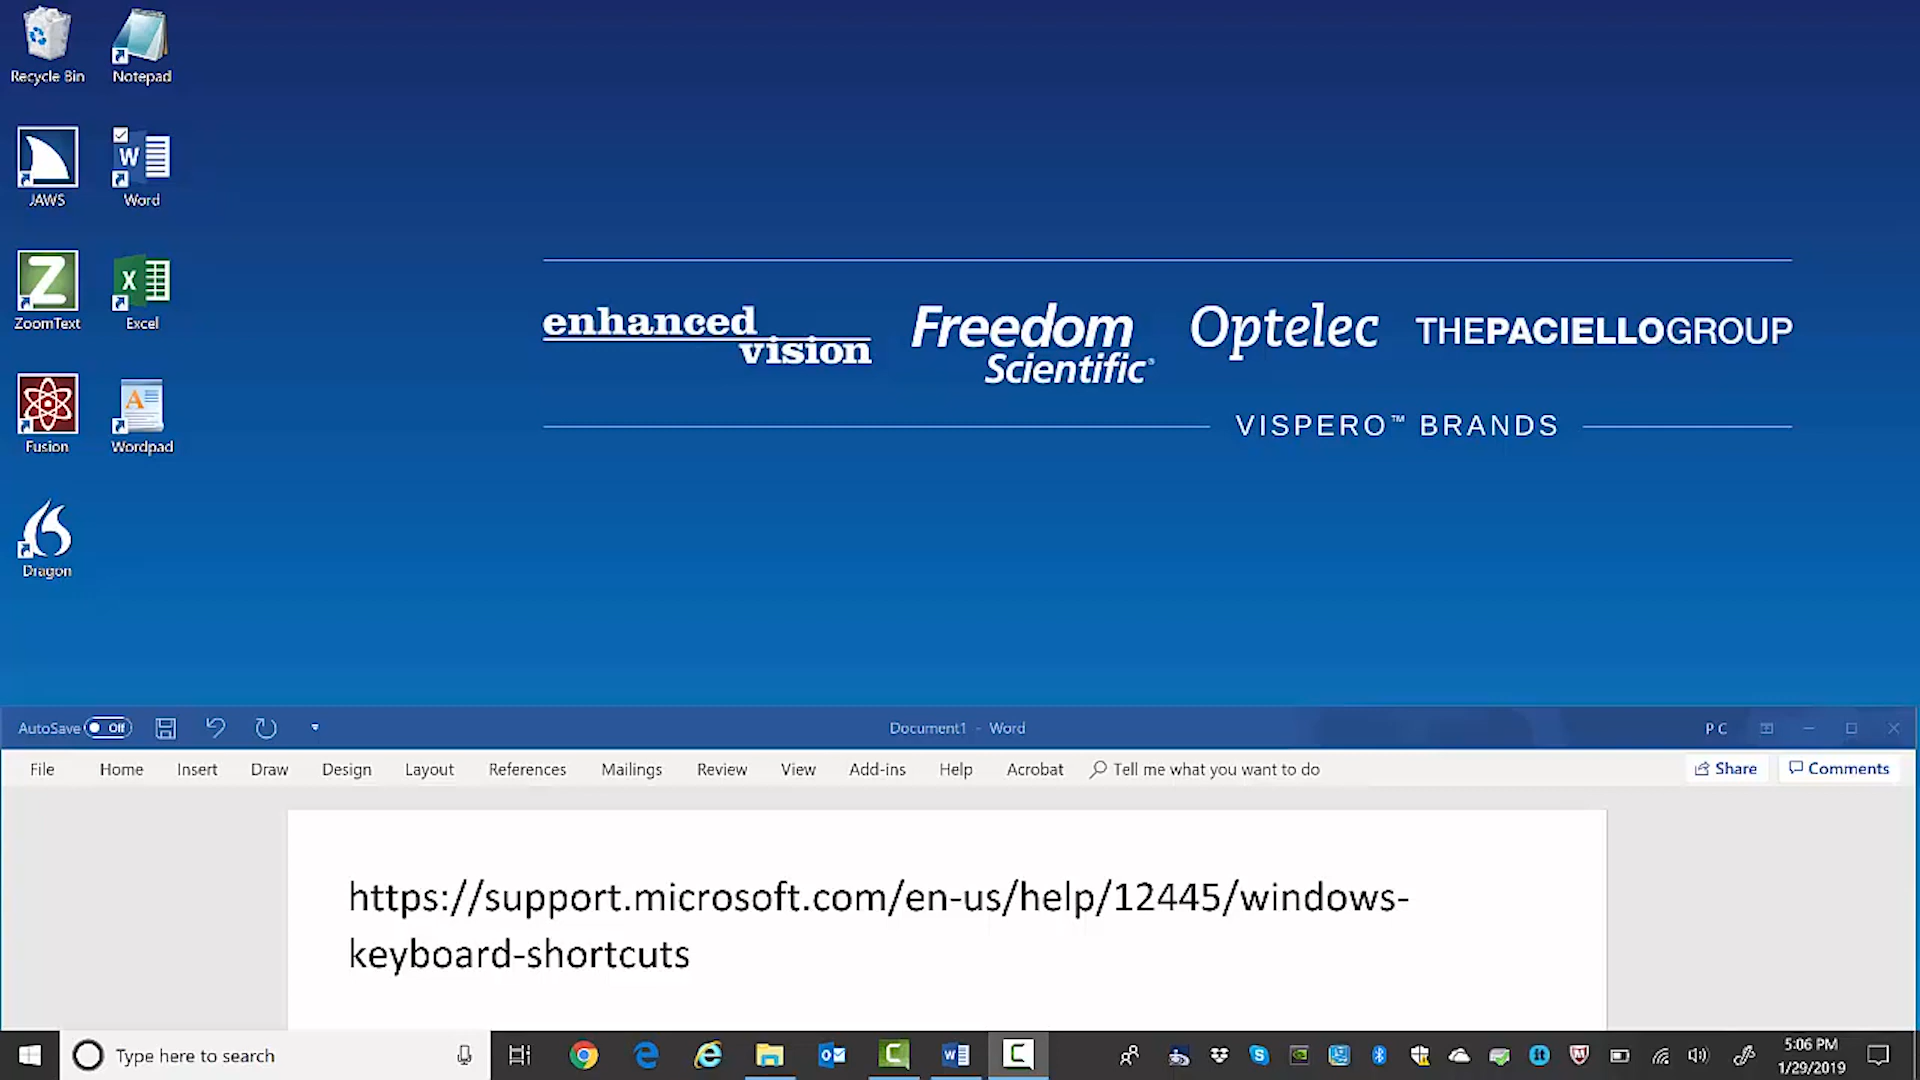 Recycle Bin
Notepad
JAWS
Word
ZoomText
Excel
Fusion
Wordpad
Dragon
enhanced
vision
Freedom
Scientific®
Optelec
THEPACIELLOGROUP
VISPERO™ BRANDS
AutoSave Off
Document1 - Word
P C
File Home Insert Draw Design Layout References Mailings Review View Add-ins Help Acrobat Tell me what you want to do Share Comments
https://support.microsoft.com/en-us/help/12445/windows-
keyboard-shortcuts
Type here to search
5:06 PM
1/29/2019